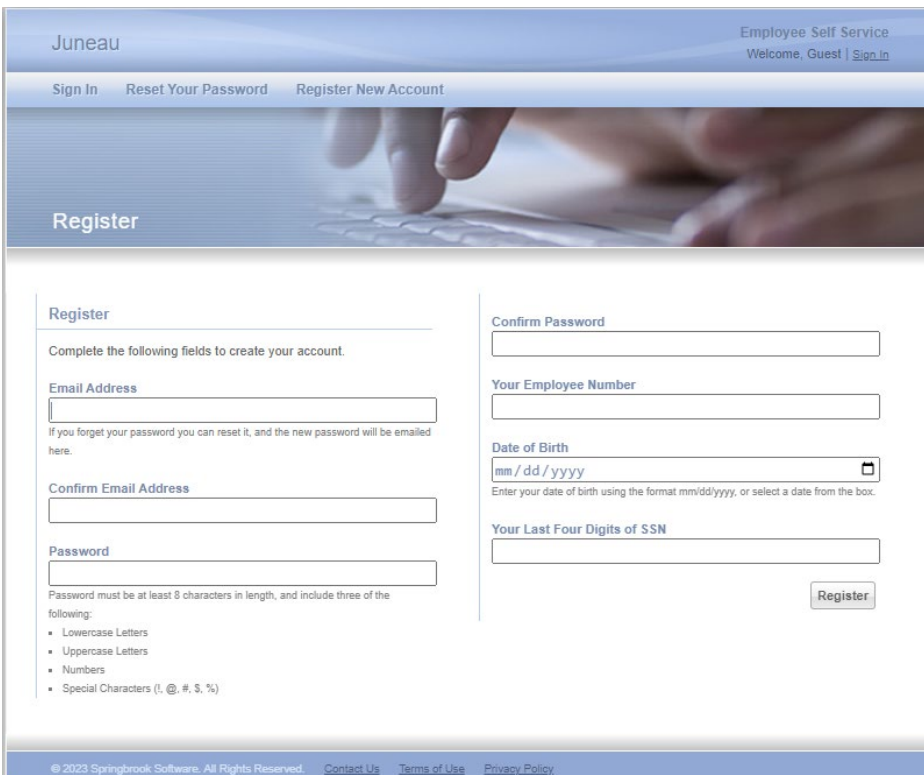 Juneau
Employee Self Service
Welcome, Guest | Sign In
Sign In Reset Your Password Register New Account
Register
Register
Complete the following fields to create your account.
Email Address
If you forget your password you can reset it, and the new password will be emailed
here.
Confirm Email Address
Password
Password must be at least 8 characters in length, and include three of the
following:
Lowercase Letters
Uppercase Letters
Numbers
Special Characters (!, @, #, $, %)
Confirm Password
Your Employee Number
Date of Birth
mm/dd/yyyy
Enter your date of birth using the format mm/dd/yyyy, or select a date from the box.
Your Last Four Digits of SSN
Register
© 2023 Springbrook Software. All Rights Reserved. Contact Us Terms of Use Privacy Policy